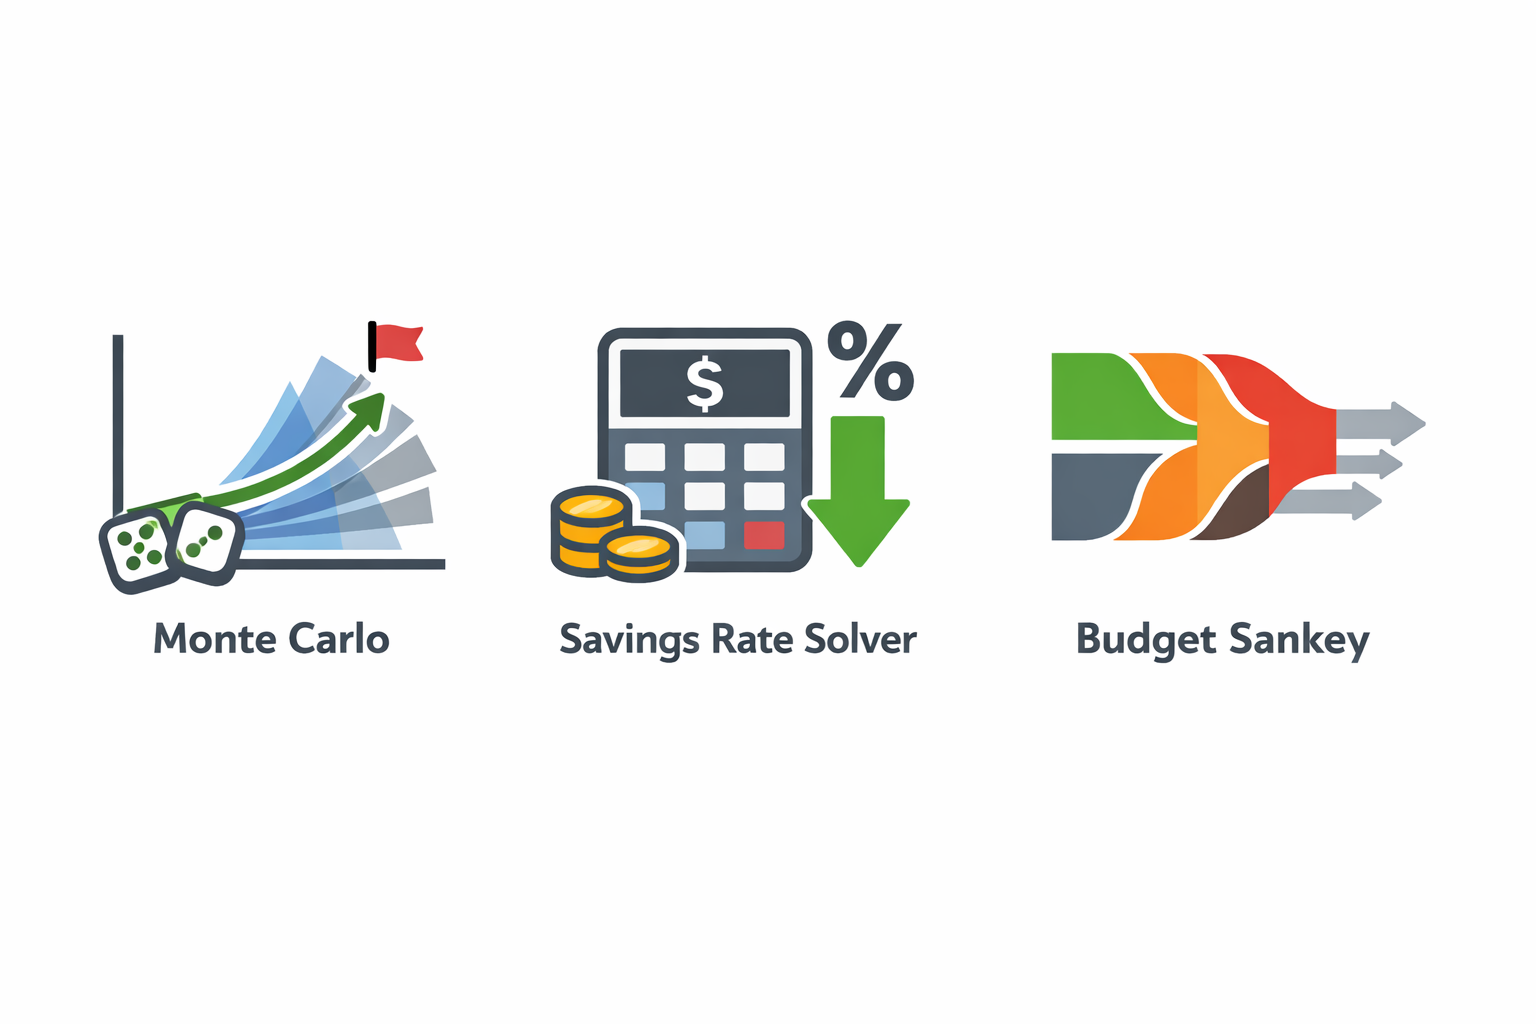 $
%
Monte Carlo
Savings Rate Solver
Budget Sankey